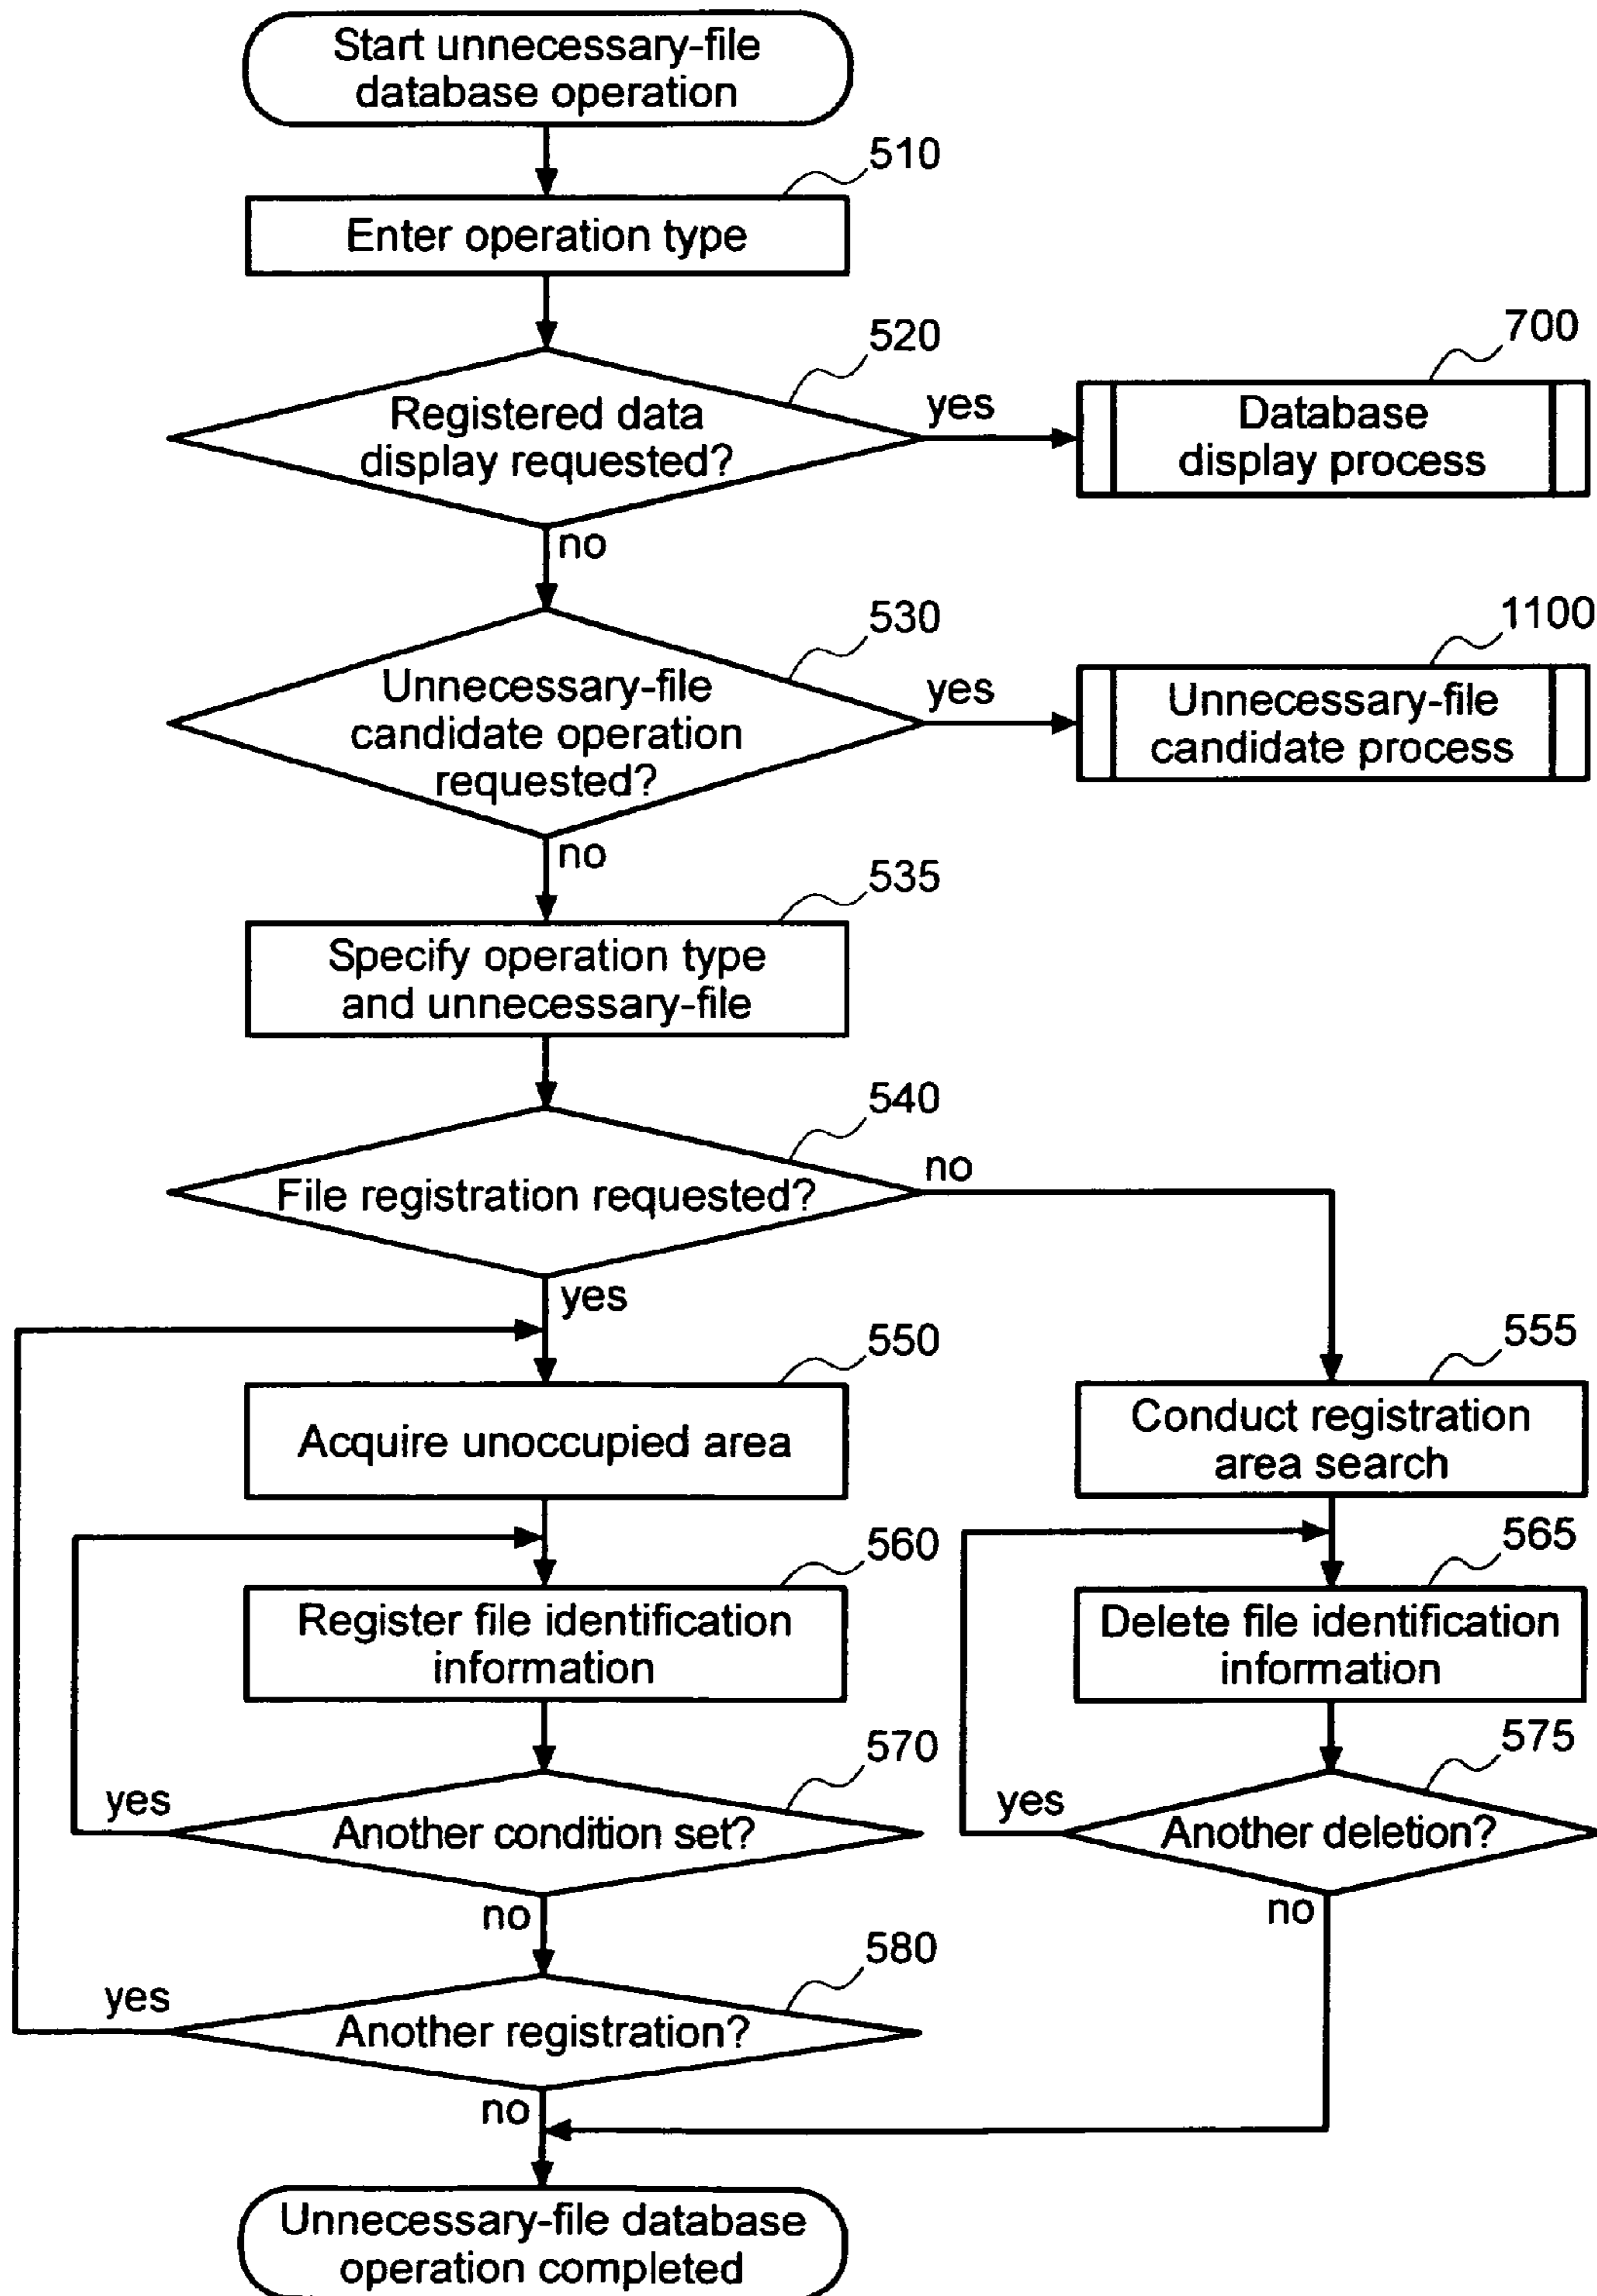 Start unnecessary-file
database operation
510
Enter operation type
520
700
Registered data
display requested?
yes
Database
display process
no
530
1100
Unnecessary-file
candidate operation
requested?
yes
Unnecessary-file
candidate process
no
535
Specify operation type
and unnecessary-file
540
File registration requested?
no
yes
550
555
Acquire unoccupied area
Conduct registration
area search
560
565
Register file identification
information
Delete file identification
information
570
575
yes
Another condition set?
yes
Another deletion?
no
no
580
yes
Another registration?
no
Unnecessary-file database
operation completed